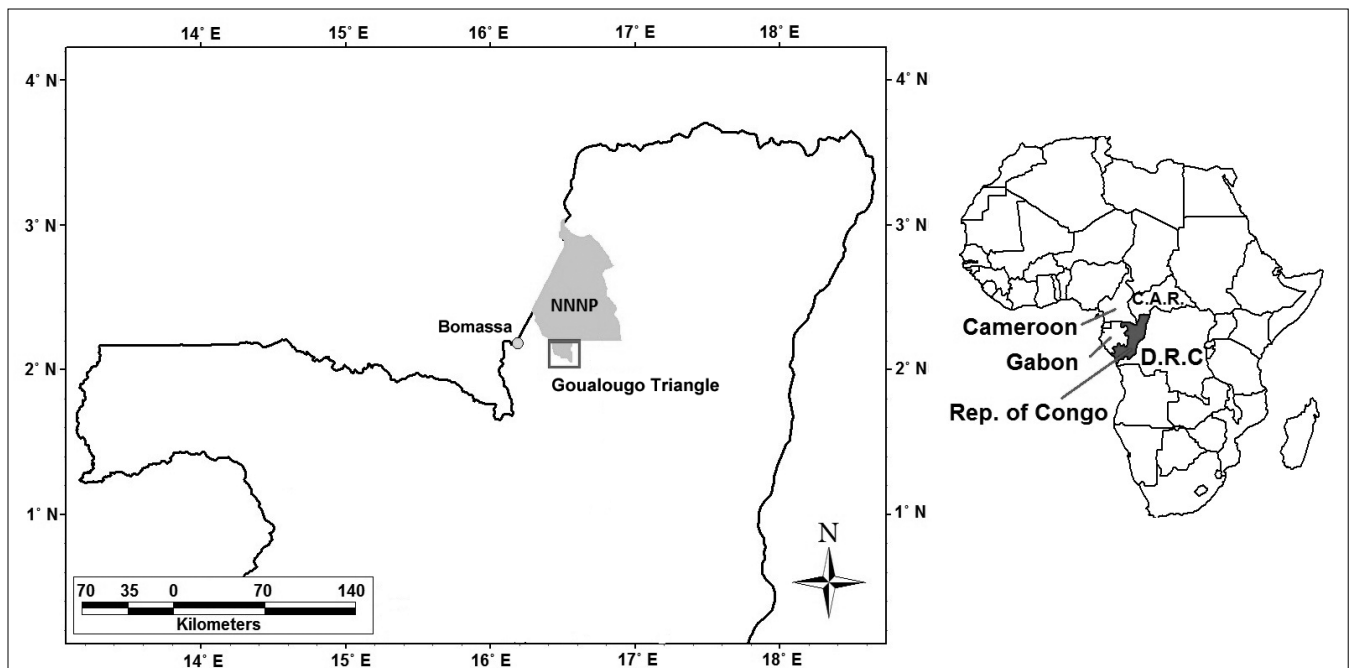 14° E 15° E 16° E 17° E 18° E
4° N 4° N
3° N 3° N
NNNP
Bomassa
2° N 2° N
Goualougo Triangle
1° N 1° N
N
70 35 0 70 140
Kilometers
14° E 15° E 16° E 17° E 18° E
C.A.R.
Cameroon
Gabon
D.R.C
Rep. of Congo